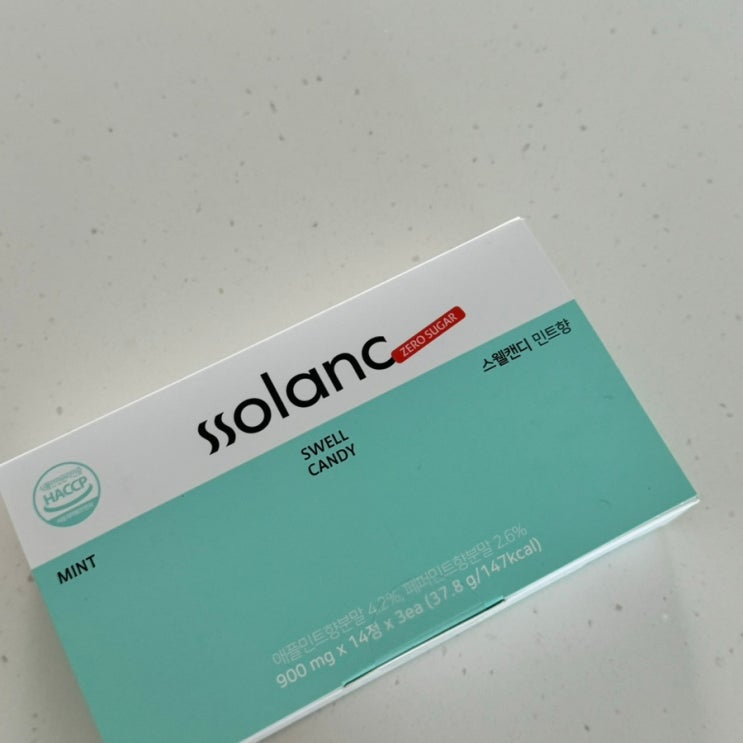 ssolanc ZERO SUGAR
스웰캔디 민트향
SWELL
CANDY
HACCP
MINT
애플민트향분말 4.2%, 페퍼민트향분말 2.6%
900 mg x 14정 x 3ea (37.8 g/147kcal)